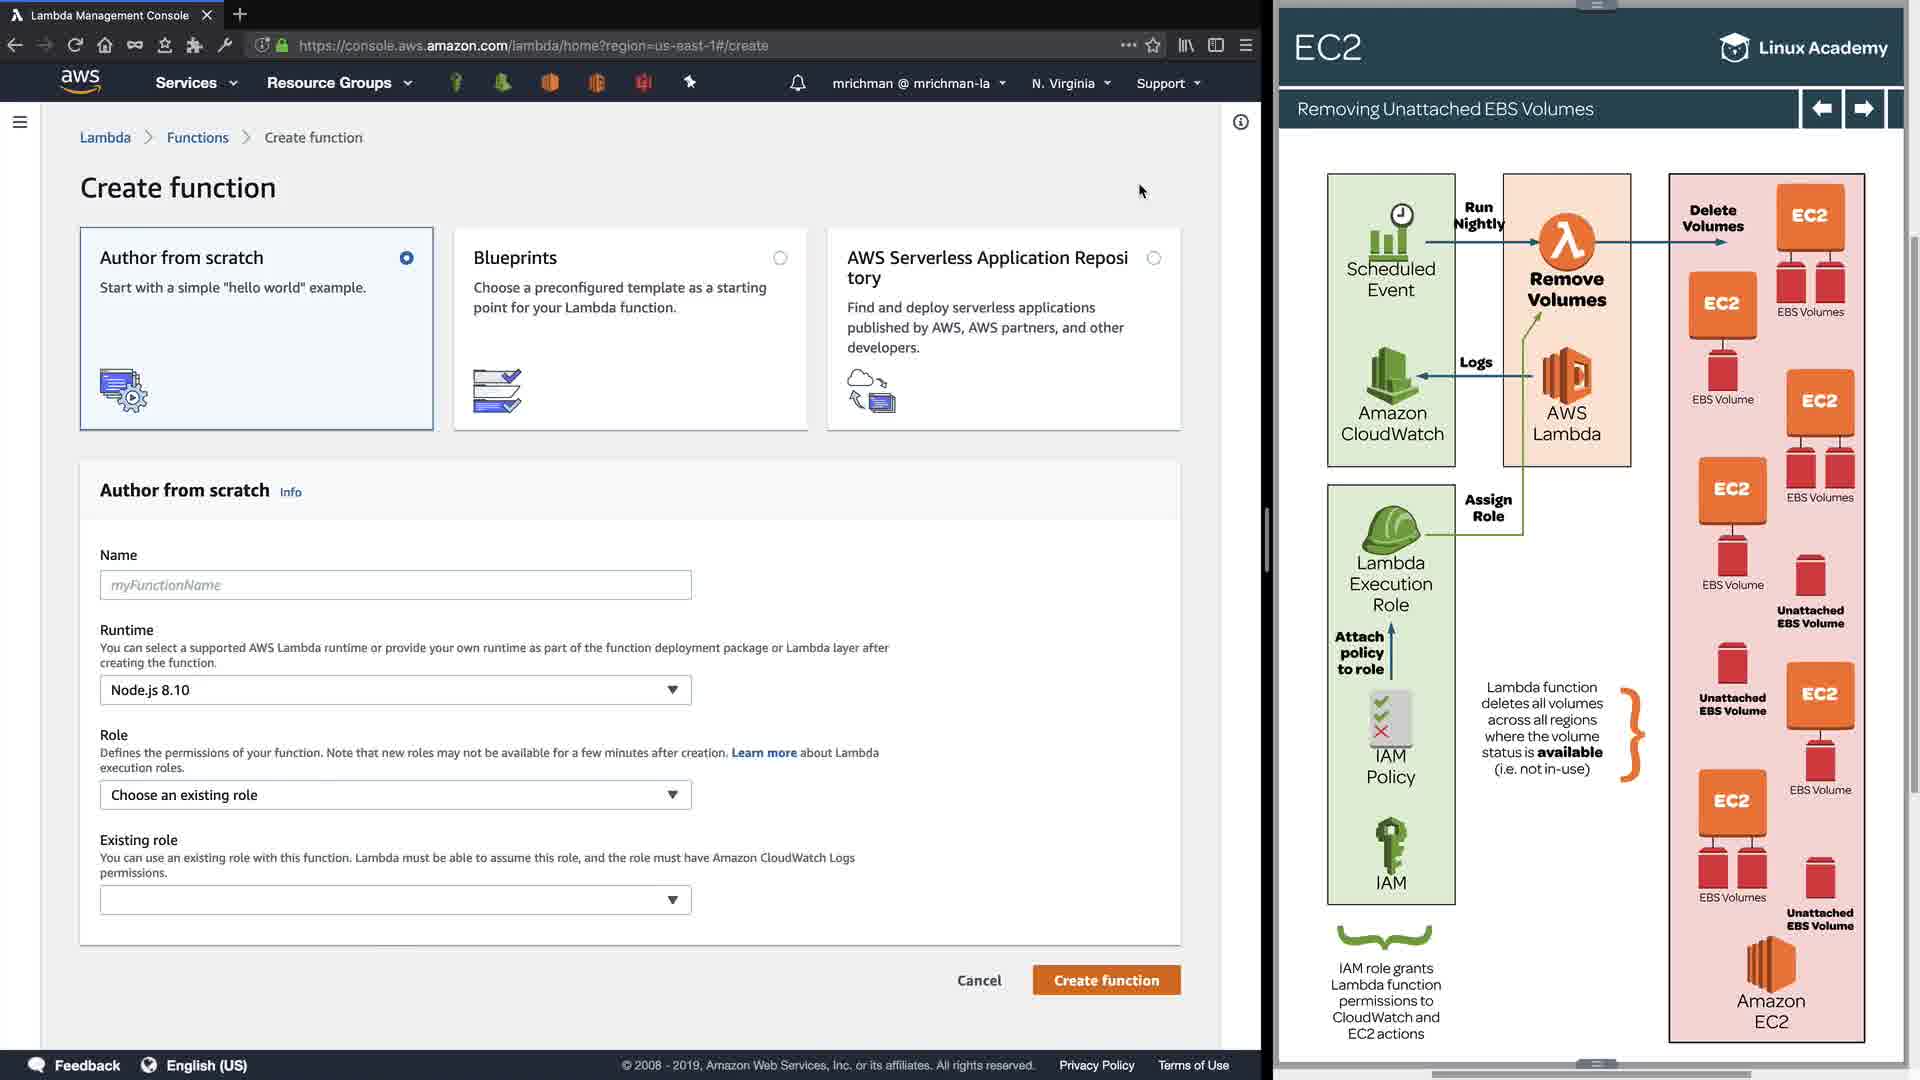 Lambda Management Console
https://console.aws.amazon.com/lambda/home?region=us-east-1#/create
aws
Services
Resource Groups
mrichman @ mrichman-la
N. Virginia
Support
Lambda
Functions
Create function
Create function
Author from scratch
Start with a simple "hello world" example.
Blueprints
Choose a preconfigured template as a starting
point for your Lambda function.
AWS Serverless Application Reposi
tory
Find and deploy serverless applications
published by AWS, AWS partners, and other
developers.
Author from scratch
Info
Name
myFunctionName
Runtime
You can select a supported AWS Lambda runtime or provide your own runtime as part of the function deployment package or Lambda layer after
creating the function.
Node.js 8.10
Role
Defines the permissions of your function. Note that new roles may not be available for a few minutes after creation. Learn more about Lambda
execution roles.
Choose an existing role
Existing role
You can use an existing role with this function. Lambda must be able to assume this role, and the role must have Amazon CloudWatch Logs
permissions.
Cancel
Create function
Feedback
English (US)
© 2008 - 2019, Amazon Web Services, Inc. or its affiliates. All rights reserved.
Privacy Policy
Terms of Use
EC2
Linux Academy
Removing Unattached EBS Volumes
Scheduled
Event
Run
Nightly
Remove
Volumes
Delete
Volumes
Amazon
CloudWatch
Logs
AWS
Lambda
Assign
Role
Lambda
Execution
Role
Attach
policy
to role
IAM
Policy
IAM
IAM role grants
Lambda function
permissions to
CloudWatch and
EC2 actions
Lambda function
deletes all volumes
across all regions
where the volume
status is available
(i.e. not in-use)
EC2
EBS Volumes
EC2
EBS Volume
EC2
EBS Volumes
EC2
EBS Volume
Unattached
EBS Volume
Unattached
EBS Volume
EC2
EBS Volume
EC2
EBS Volumes
Unattached
EBS Volume
Amazon
EC2